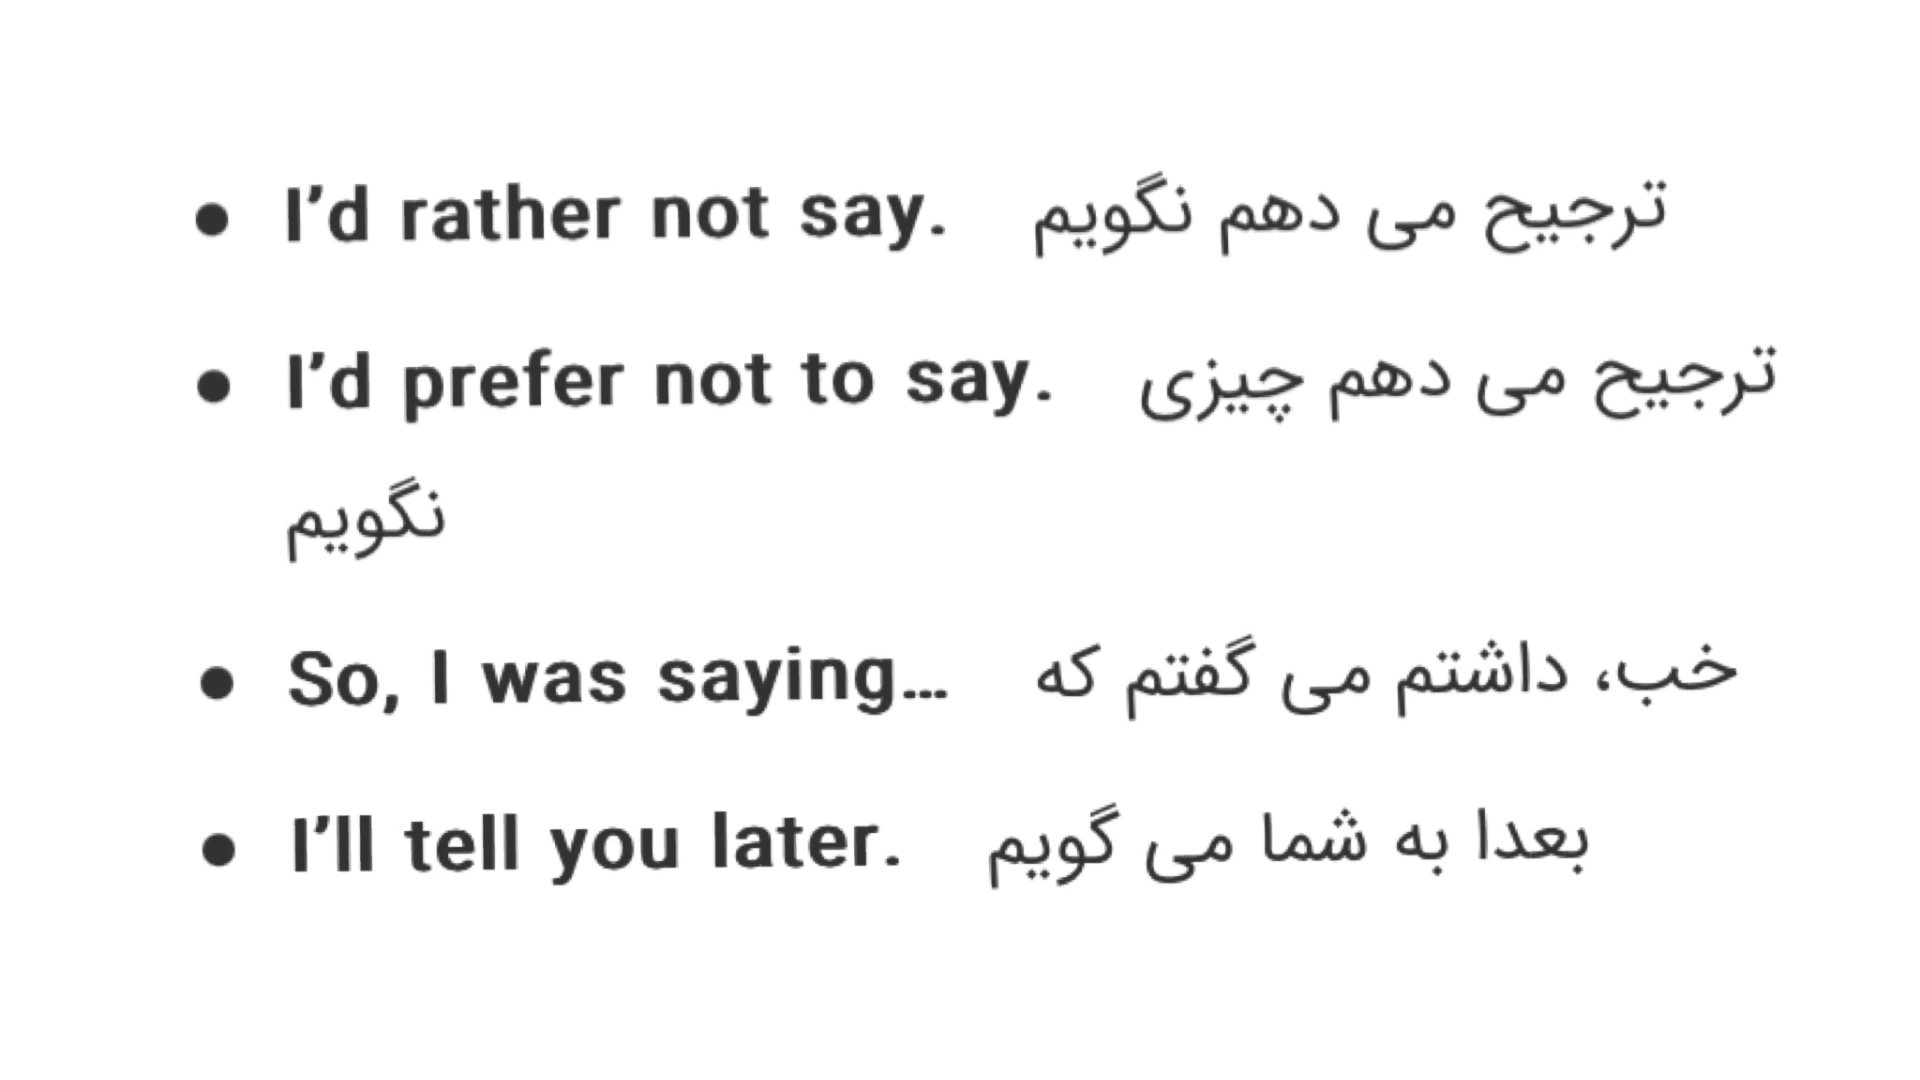 • I’d rather not say. ترجیح می دهم نگویم
• I’d prefer not to say. ترجیح می دهم چیزی
نگویم
• So, I was saying… خب، داشتم می گفتم که
• I’ll tell you later. بعدا به شما می گویم